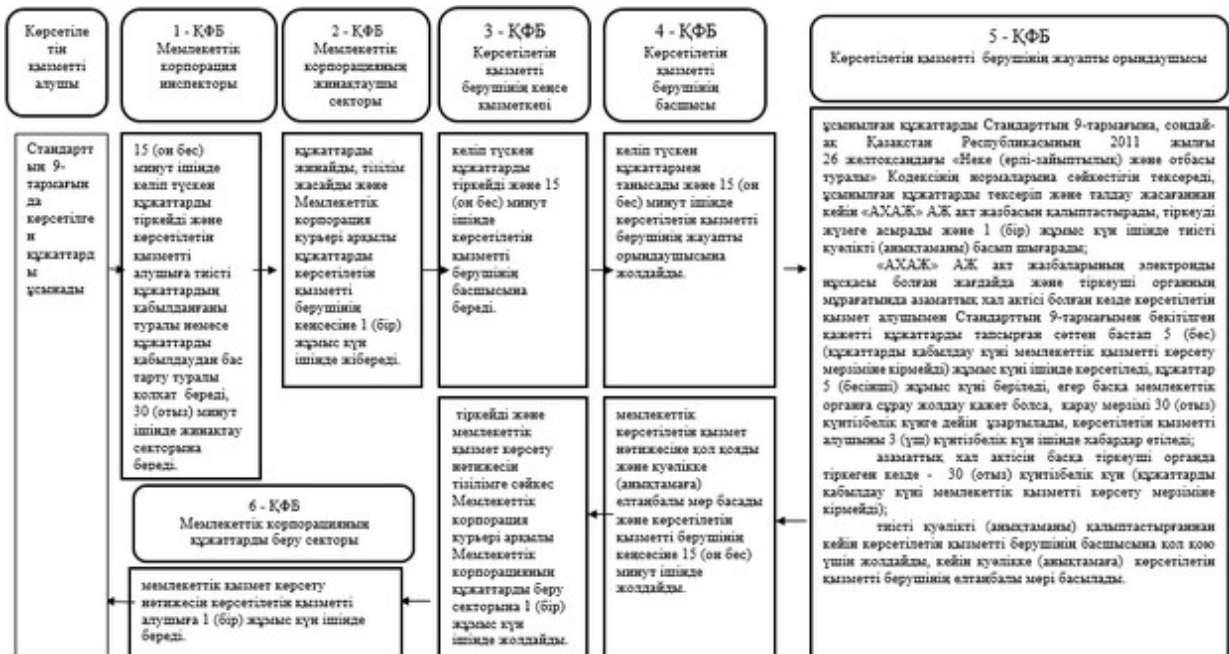 Көрсетіле
тін
қызметті
алушы
1 - ҚФБ
Мемлекеттік
корпорация
инспекторы
2 - ҚФБ
Мемлекеттік
корпорацияның
жинақтаушы
секторы
3 - ҚФБ
Көрсетілетін
қызметті
берушінің кеңсе
қызметкері
4 - ҚФБ
Көрсетілетін
қызметті
берушінің
басшысы
5 - ҚФБ
Көрсетілетін қызметті берушінің жауапты орындаушысы
Стандартт
ың 9-
тармағын
да
көрсетілге
н
құжаттард
ы
ұсынады
15 (он бес)
минут ішінде
келіп түскен
құжаттарды
тіркейді және
көрсетілетін
қызметті
алушыға тиісті
құжаттардың
қабылданғаны
туралы немесе
құжаттарды
қабылдаудан бас
тарту туралы
қолхат береді,
30 (отыз) минут
ішінде жинақтау
секторына
береді.
құжаттарды
жинайды, тізілім
жасайды және
Мемлекеттік
корпорация
курьері арқылы
құжаттарды
көрсетілетін
қызметті
берушінің
кеңсесіне 1 (бір)
жұмыс күн
ішінде жібереді.
келіп түскен
құжаттарды
тіркейді және 15
(он бес) минут
ішінде
көрсетілетін
қызметті
берушінің
басшысына
береді.
келіп түскен
құжаттармен
танысады және 15 (он
бес) минут ішінде
көрсетілетін қызметті
берушінің жауапты
орындаушысына
жолдайды.
ұсынылған құжаттарды Стандарттың 9-тармағына, сондай-
ақ Қазақстан Республикасының 2011 жылғы
26 желтоқсандағы «Неке (ерлі-зайыптылық) және отбасы
туралы» Кодексінің нормаларына сәйкестігін тексереді,
ұсынылған құжаттарды тексеріп және талдау жасағаннан
кейін «АХАЖ» АЖ акт жазбасын қалыптастырады, тіркеуді
жүзеге асырады және 1 (бір) жұмыс күн ішінде тиісті
куәлікті (анықтаманы) басып шығарады;
«АХАЖ» АЖ акт жазбаларының электронды
нұсқасы болған жағдайда және тіркеуші органның
мұрағатында азаматтық хал актісі болған кезде көрсетілетін
қызмет алушымен Стандарттың 9-тармағымен бекітілген
қажетті құжаттарды тапсырған сәттен бастап 5 (бес)
(құжаттарды қабылдау күні мемлекеттік қызметті көрсету
мерзіміне кірмейді) жұмыс күні ішінде көрсетіледі, құжаттар
5 (бесінші) жұмыс күні беріледі, егер басқа мемлекеттік
органға сұрау жолдау қажет болса, қарау мерзімі 30 (отыз)
күнтізбелік күнге дейін ұзартылады, көрсетілетін қызметті
алушыны 3 (үш) күнтізбелік күн ішінде хабардар етіледі;
азаматтық хал актісін басқа тіркеуші органда
тіркеген кезде - 30 (отыз) күнтізбелік күн (құжаттарды
қабылдау күні мемлекеттік қызметті көрсету мерзіміне
кірмейді);
тиісті куәлікті (анықтаманы) қалыптастырғаннан
кейін көрсетілетін қызметті берушінің басшысына қол қою
үшін жолдайды, кейін куәлікке (анықтамаға) көрсетілетін
қызметті берушінің елтаңбалы мөрі басылады.
мемлекеттік
көрсетілетін қызмет
нәтижесіне қол қояды
және куәлікке
(анықтамаға)
елтаңбалы мөр басады
және көрсетілетін
қызметті берушінің
кеңсесіне 15 (он бес)
минут ішінде
жолдайды.
тіркейді және
мемлекеттік
қызмет көрсету
нәтижесін
тізілімге сәйкес
Мемлекеттік
корпорация
курьері арқылы
Мемлекеттік
корпорацияның
құжаттарды беру
секторына 1 (бір)
жұмыс күн
ішінде жолдайды.
6 - ҚФБ
Мемлекеттік корпорацияның
құжаттарды беру секторы
мемлекеттік қызмет көрсету
нәтижесін көрсетілетін қызметті
алушыға 1 (бір) жұмыс күн ішінде
береді.